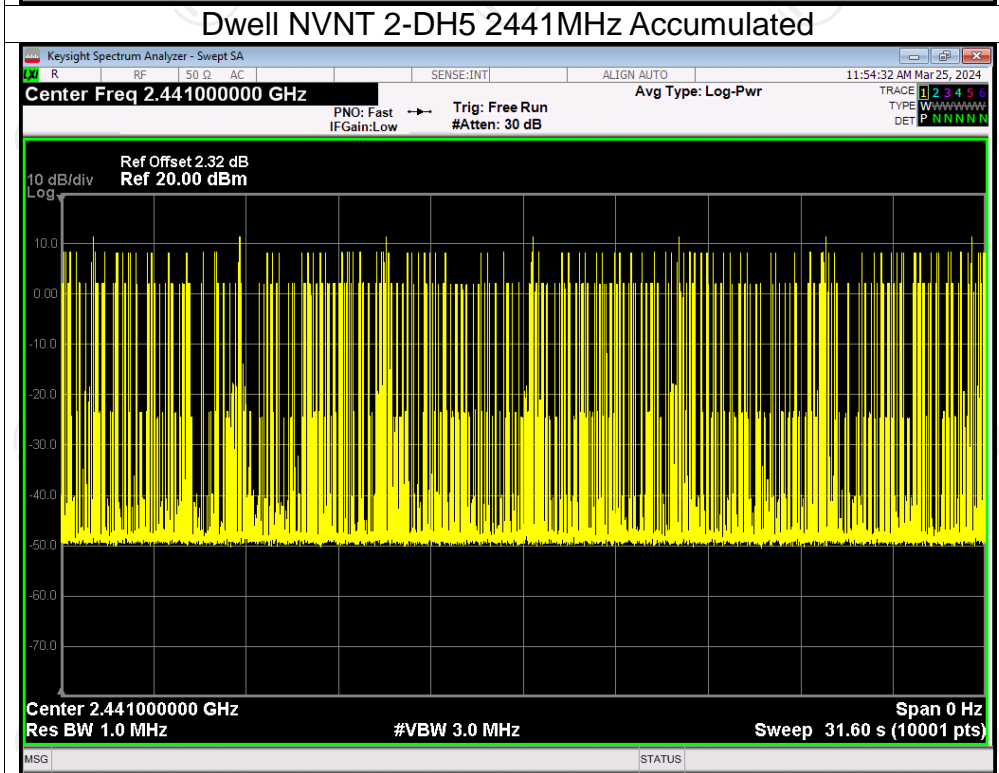 Dwell NVNT 2-DH5 2441MHz Accumulated
Keysight Spectrum Analyzer - Swept SA
LXI R RF 50 Ω AC SENSE:INT ALIGN AUTO 11:54:32 AM Mar 25, 2024
Center Freq 2.441000000 GHz Avg Type: Log-Pwr TRACE 1 2 3 4 5 6
PNO: Fast Trig: Free Run TYPE WWWWWW
IFGain:Low #Atten: 30 dB DET P N N N N N
Ref Offset 2.32 dB
10 dB/div Ref 20.00 dBm
Log
10.0
0.00
-10.0
-20.0
-30.0
-40.0
-50.0
-60.0
-70.0
Center 2.441000000 GHz Span 0 Hz
Res BW 1.0 MHz #VBW 3.0 MHz Sweep 31.60 s (10001 pts)
MSG STATUS